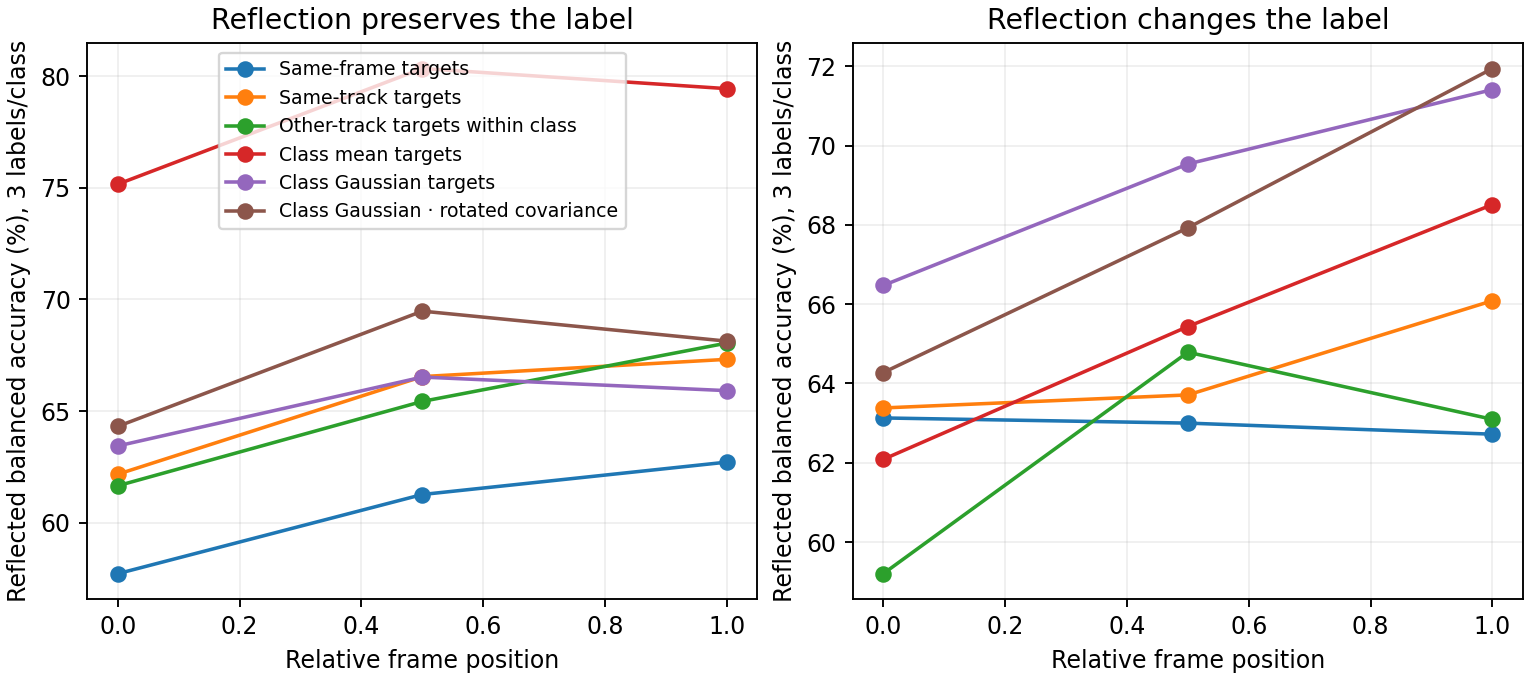 Reflection preserves the label
Reflected balanced accuracy (%), 3 labels/class
80
75
70
65
60
Same-frame targets
Same-track targets
Other-track targets within class
Class mean targets
Class Gaussian targets
Class Gaussian · rotated covariance
0.0 0.2 0.4 0.6 0.8 1.0
Relative frame position
Reflection changes the label
Reflected balanced accuracy (%), 3 labels/class
72
70
68
66
64
62
60
0.0 0.2 0.4 0.6 0.8 1.0
Relative frame position